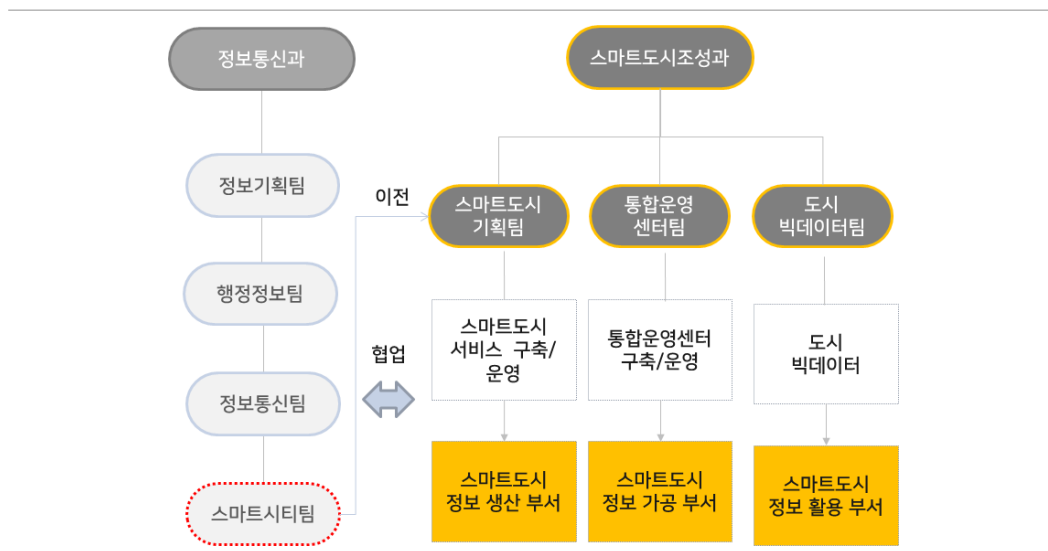 정보통신과
정보기획팀
행정정보팀
정보통신팀
스마트시티팀
이전
협업
스마트도시조성과
스마트도시
기획팀
스마트도시
서비스 구축/
운영
스마트도시
정보 생산 부서
통합운영
센터팀
통합운영센터
구축/운영
스마트도시
정보 가공 부서
도시
빅데이터팀
도시
빅데이터
스마트도시
정보 활용 부서